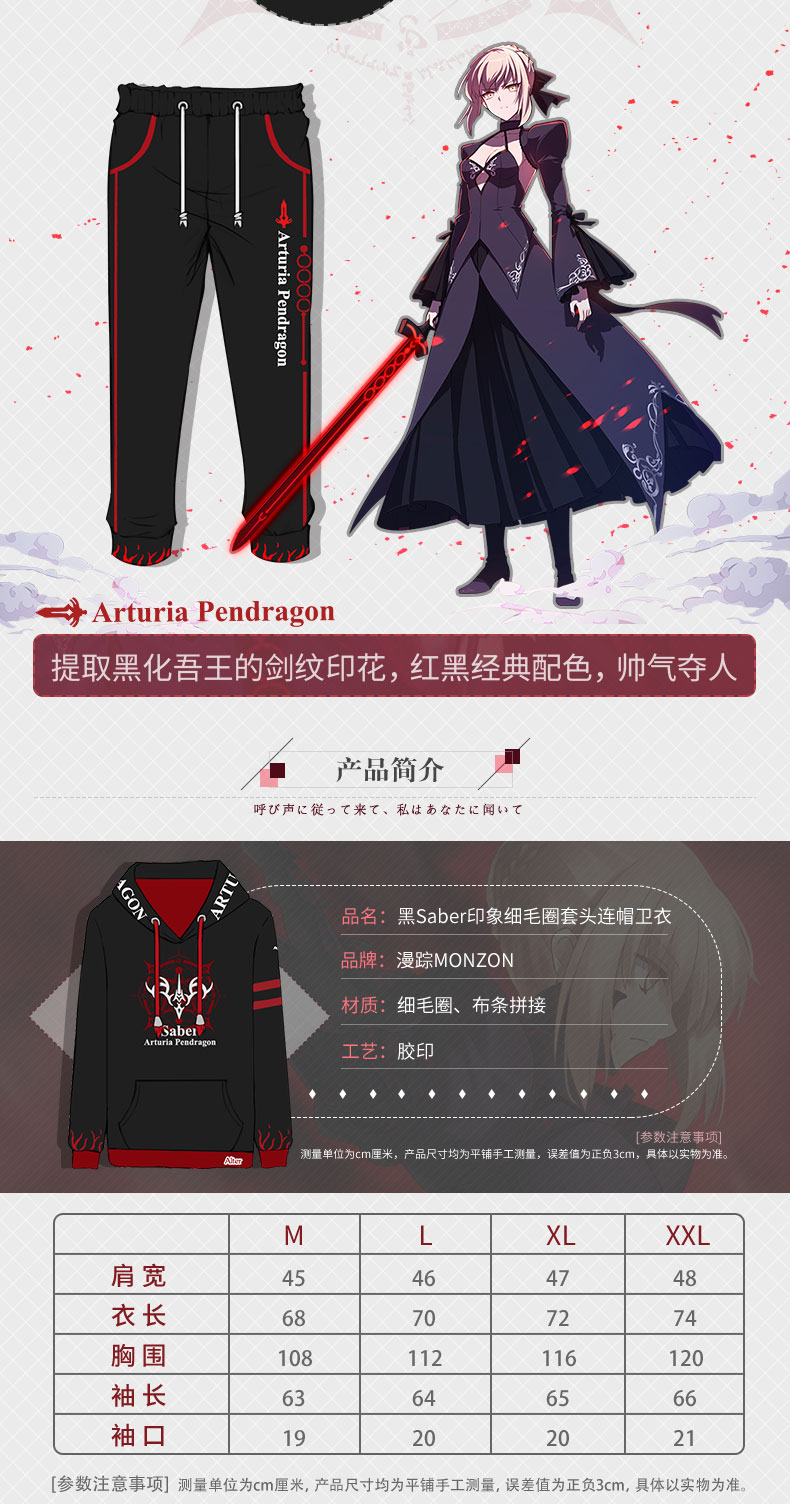 Arturia Pendragon
Arturia Pendragon
提取黑化吾王的剑纹印花，红黑经典配色，帅气夺人
产品简介
呼び声に従って来て、私はあなたに闻いて
AGON
ARTU
Saber
Arturia Pendragon
Alter
品名：黑Saber印象细毛圈套头连帽卫衣
品牌：漫踪MONZON
材质：细毛圈、布条拼接
工艺：胶印
[参数注意事项]
测量单位为cm厘米，产品尺寸均为平铺手工测量，误差值为正负3cm，具体以实物为准。
M L XL XXL
肩宽 45 46 47 48
衣长 68 70 72 74
胸围 108 112 116 120
袖长 63 64 65 66
袖口 19 20 20 21
[参数注意事项] 测量单位为cm厘米, 产品尺寸均为平铺手工测量, 误差值为正负3cm, 具体以实物为准。